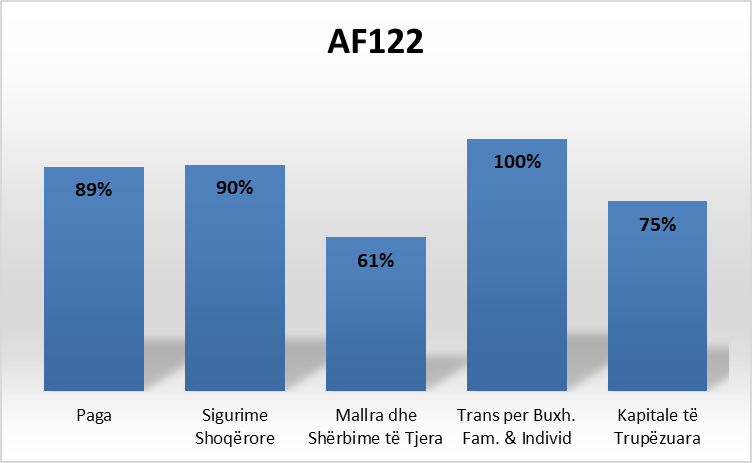 AF122
89%
90%
61%
100%
75%
Paga
Sigurime
Shoqërore
Mallra dhe
Shërbime të Tjera
Trans per Buxh.
Fam. & Individ
Kapitale të
Trupëzuara